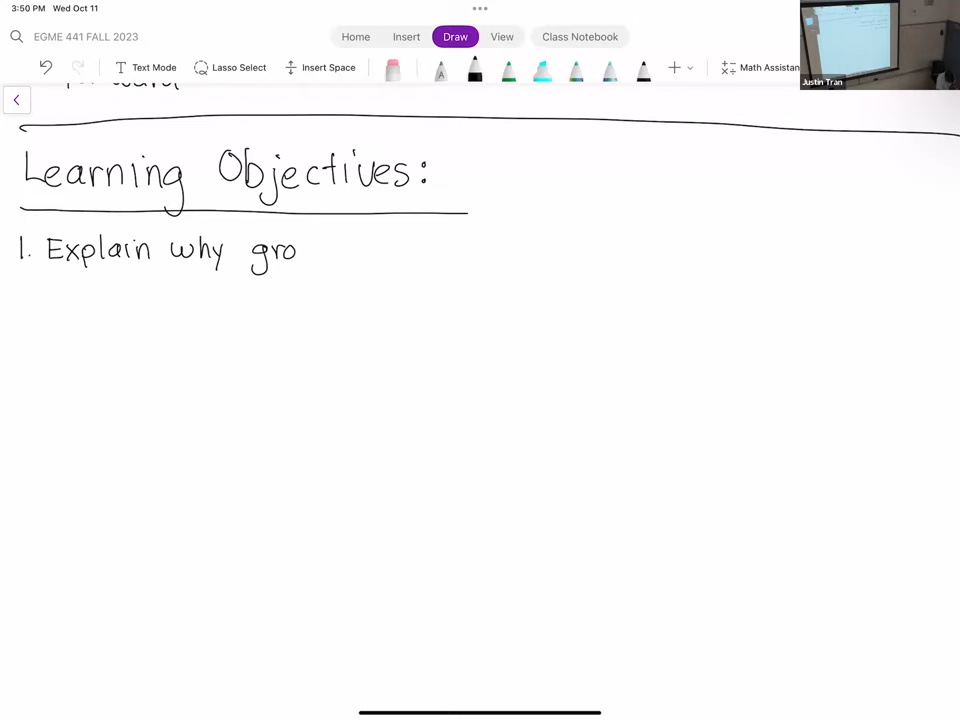 3:50 PM Wed Oct 11
EGME 441 FALL 2023
Home Insert Draw View Class Notebook
Text Mode Lasso Select Insert Space A Math Assistan
Justin Tran
Learning Objectives:
1. Explain why gro